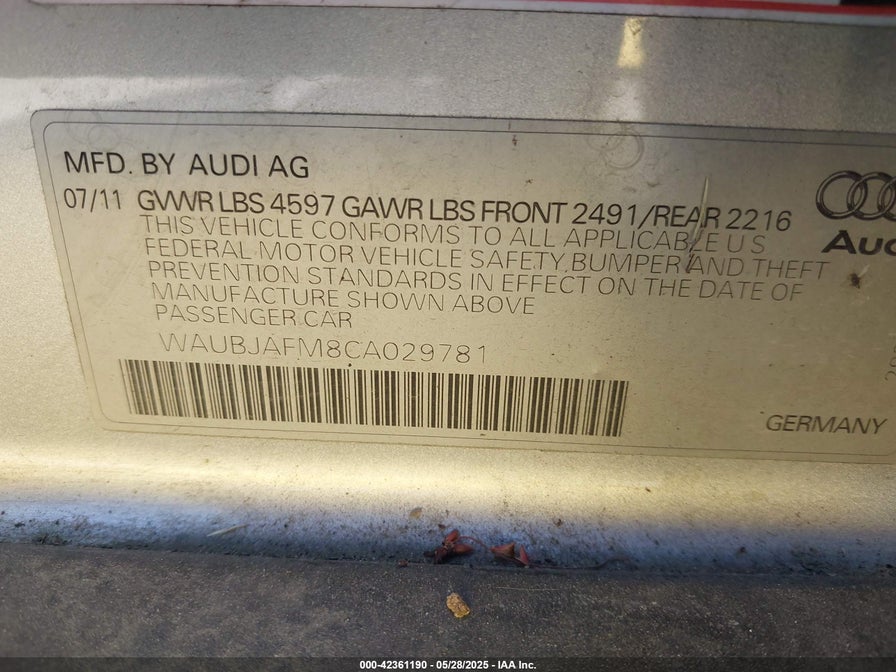 MFD. BY AUDI AG
07/11 GVWR LBS 4597 GAWR LBS FRONT 2491/REAR 2216
THIS VEHICLE CONFORMS TO ALL APPLICABLE U S
FEDERAL MOTOR VEHICLE SAFETY, BUMPER AND THEFT
PREVENTION STANDARDS IN EFFECT ON THE DATE OF
MANUFACTURE SHOWN ABOVE
PASSENGER CAR
WAUBJAFM8CA029781
GERMANY
000-42361190 • 05/28/2025 • IAA Inc.